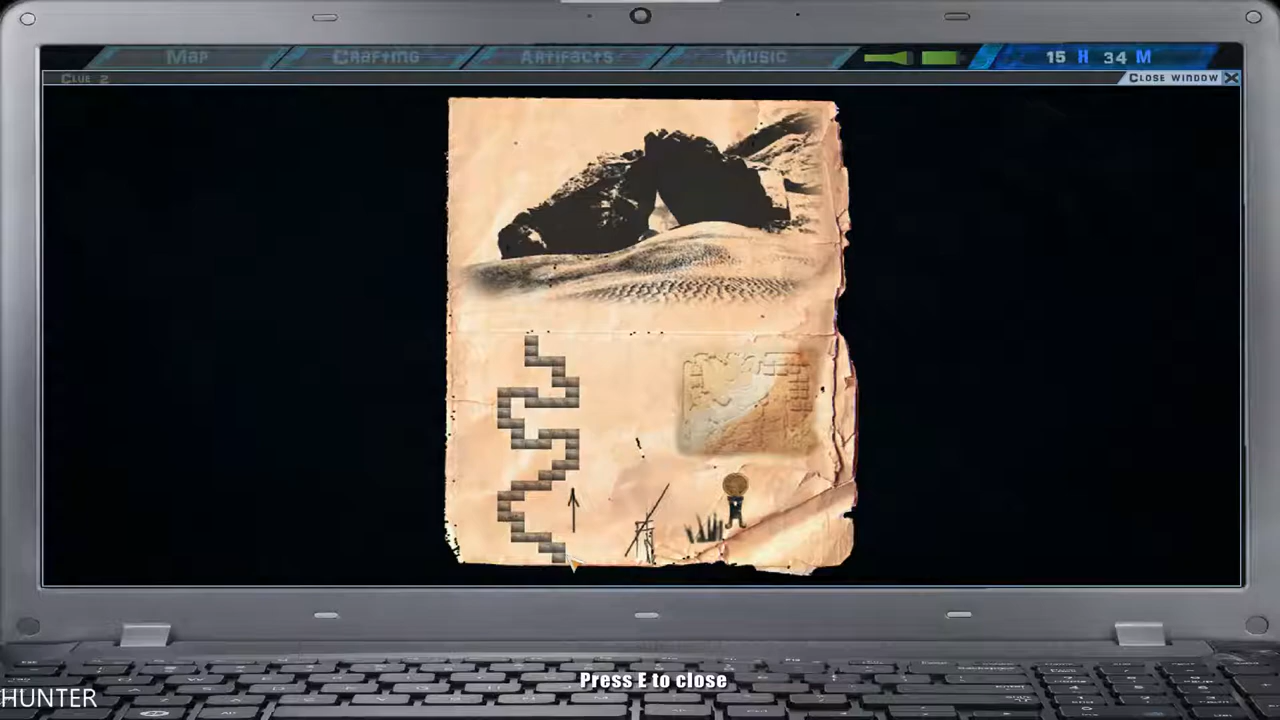 Map Crafting Artifacts Music 15 H 34 M
Clue 2 Close Window
Press E to close
HUNTER